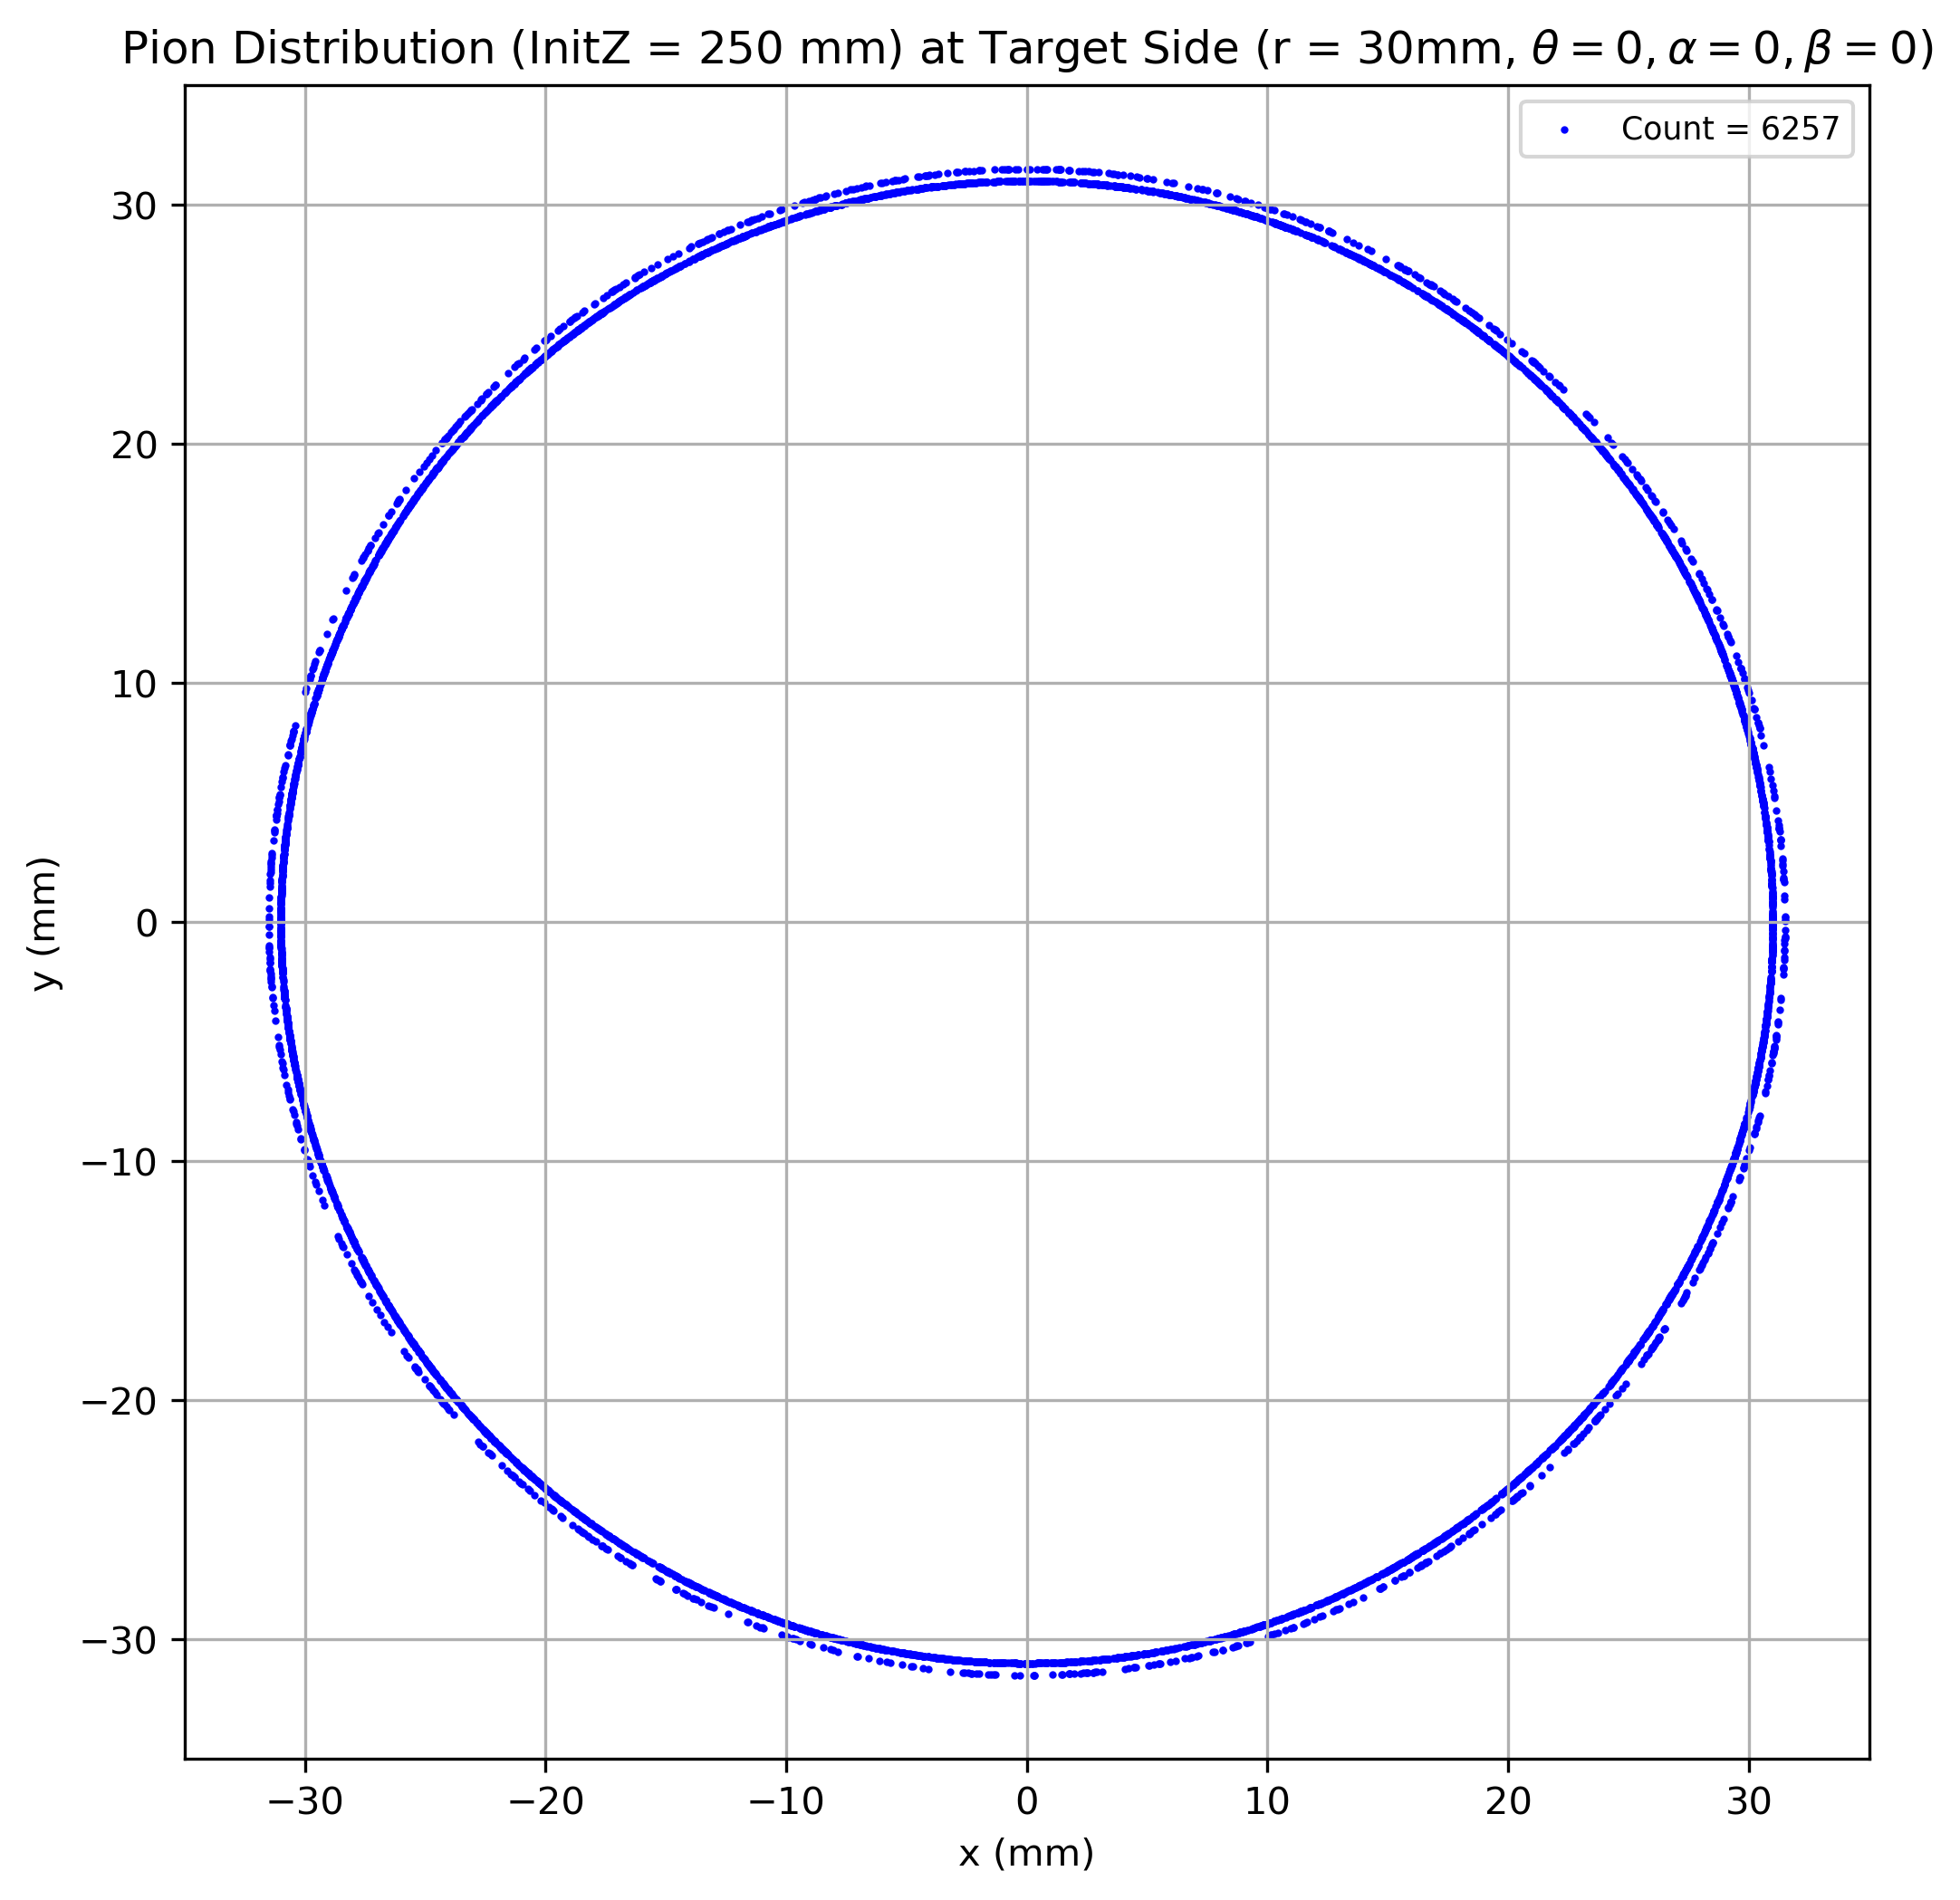 Pion Distribution (InitZ = 250 mm) at Target Side (r = 30mm, θ = 0, α = 0, β = 0)
Count = 6257
30
20
10
0
−10
−20
−30
y (mm)
−30 −20 −10 0 10 20 30
x (mm)